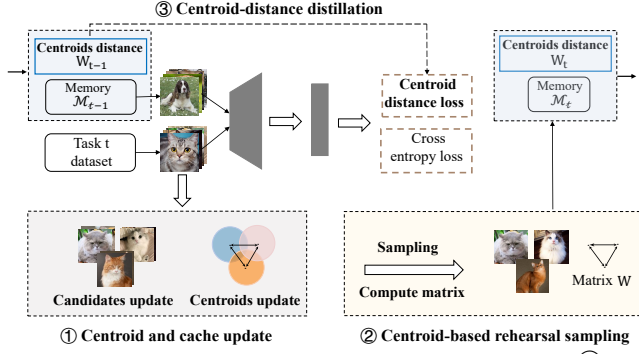 ③ Centroid-distance distillation
Centroids distance
W_{t−1}
Memory
ℳ_{t−1}
Task t
dataset
Centroid
distance loss
Cross
entropy loss
Centroids distance
W_t
Memory
ℳ_t
Candidates update
Centroids update
① Centroid and cache update
Sampling
Compute matrix
Matrix W
② Centroid-based rehearsal sampling